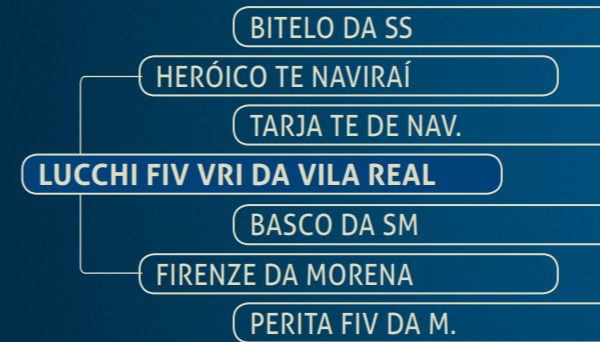 BITELO DA SS
HERÓICO TE NAVIRAÍ
TARJA TE DE NAV.
LUCCHI FIV VRI DA VILA REAL
BASCO DA SM
FIRENZE DA MORENA
PERITA FIV DA M.